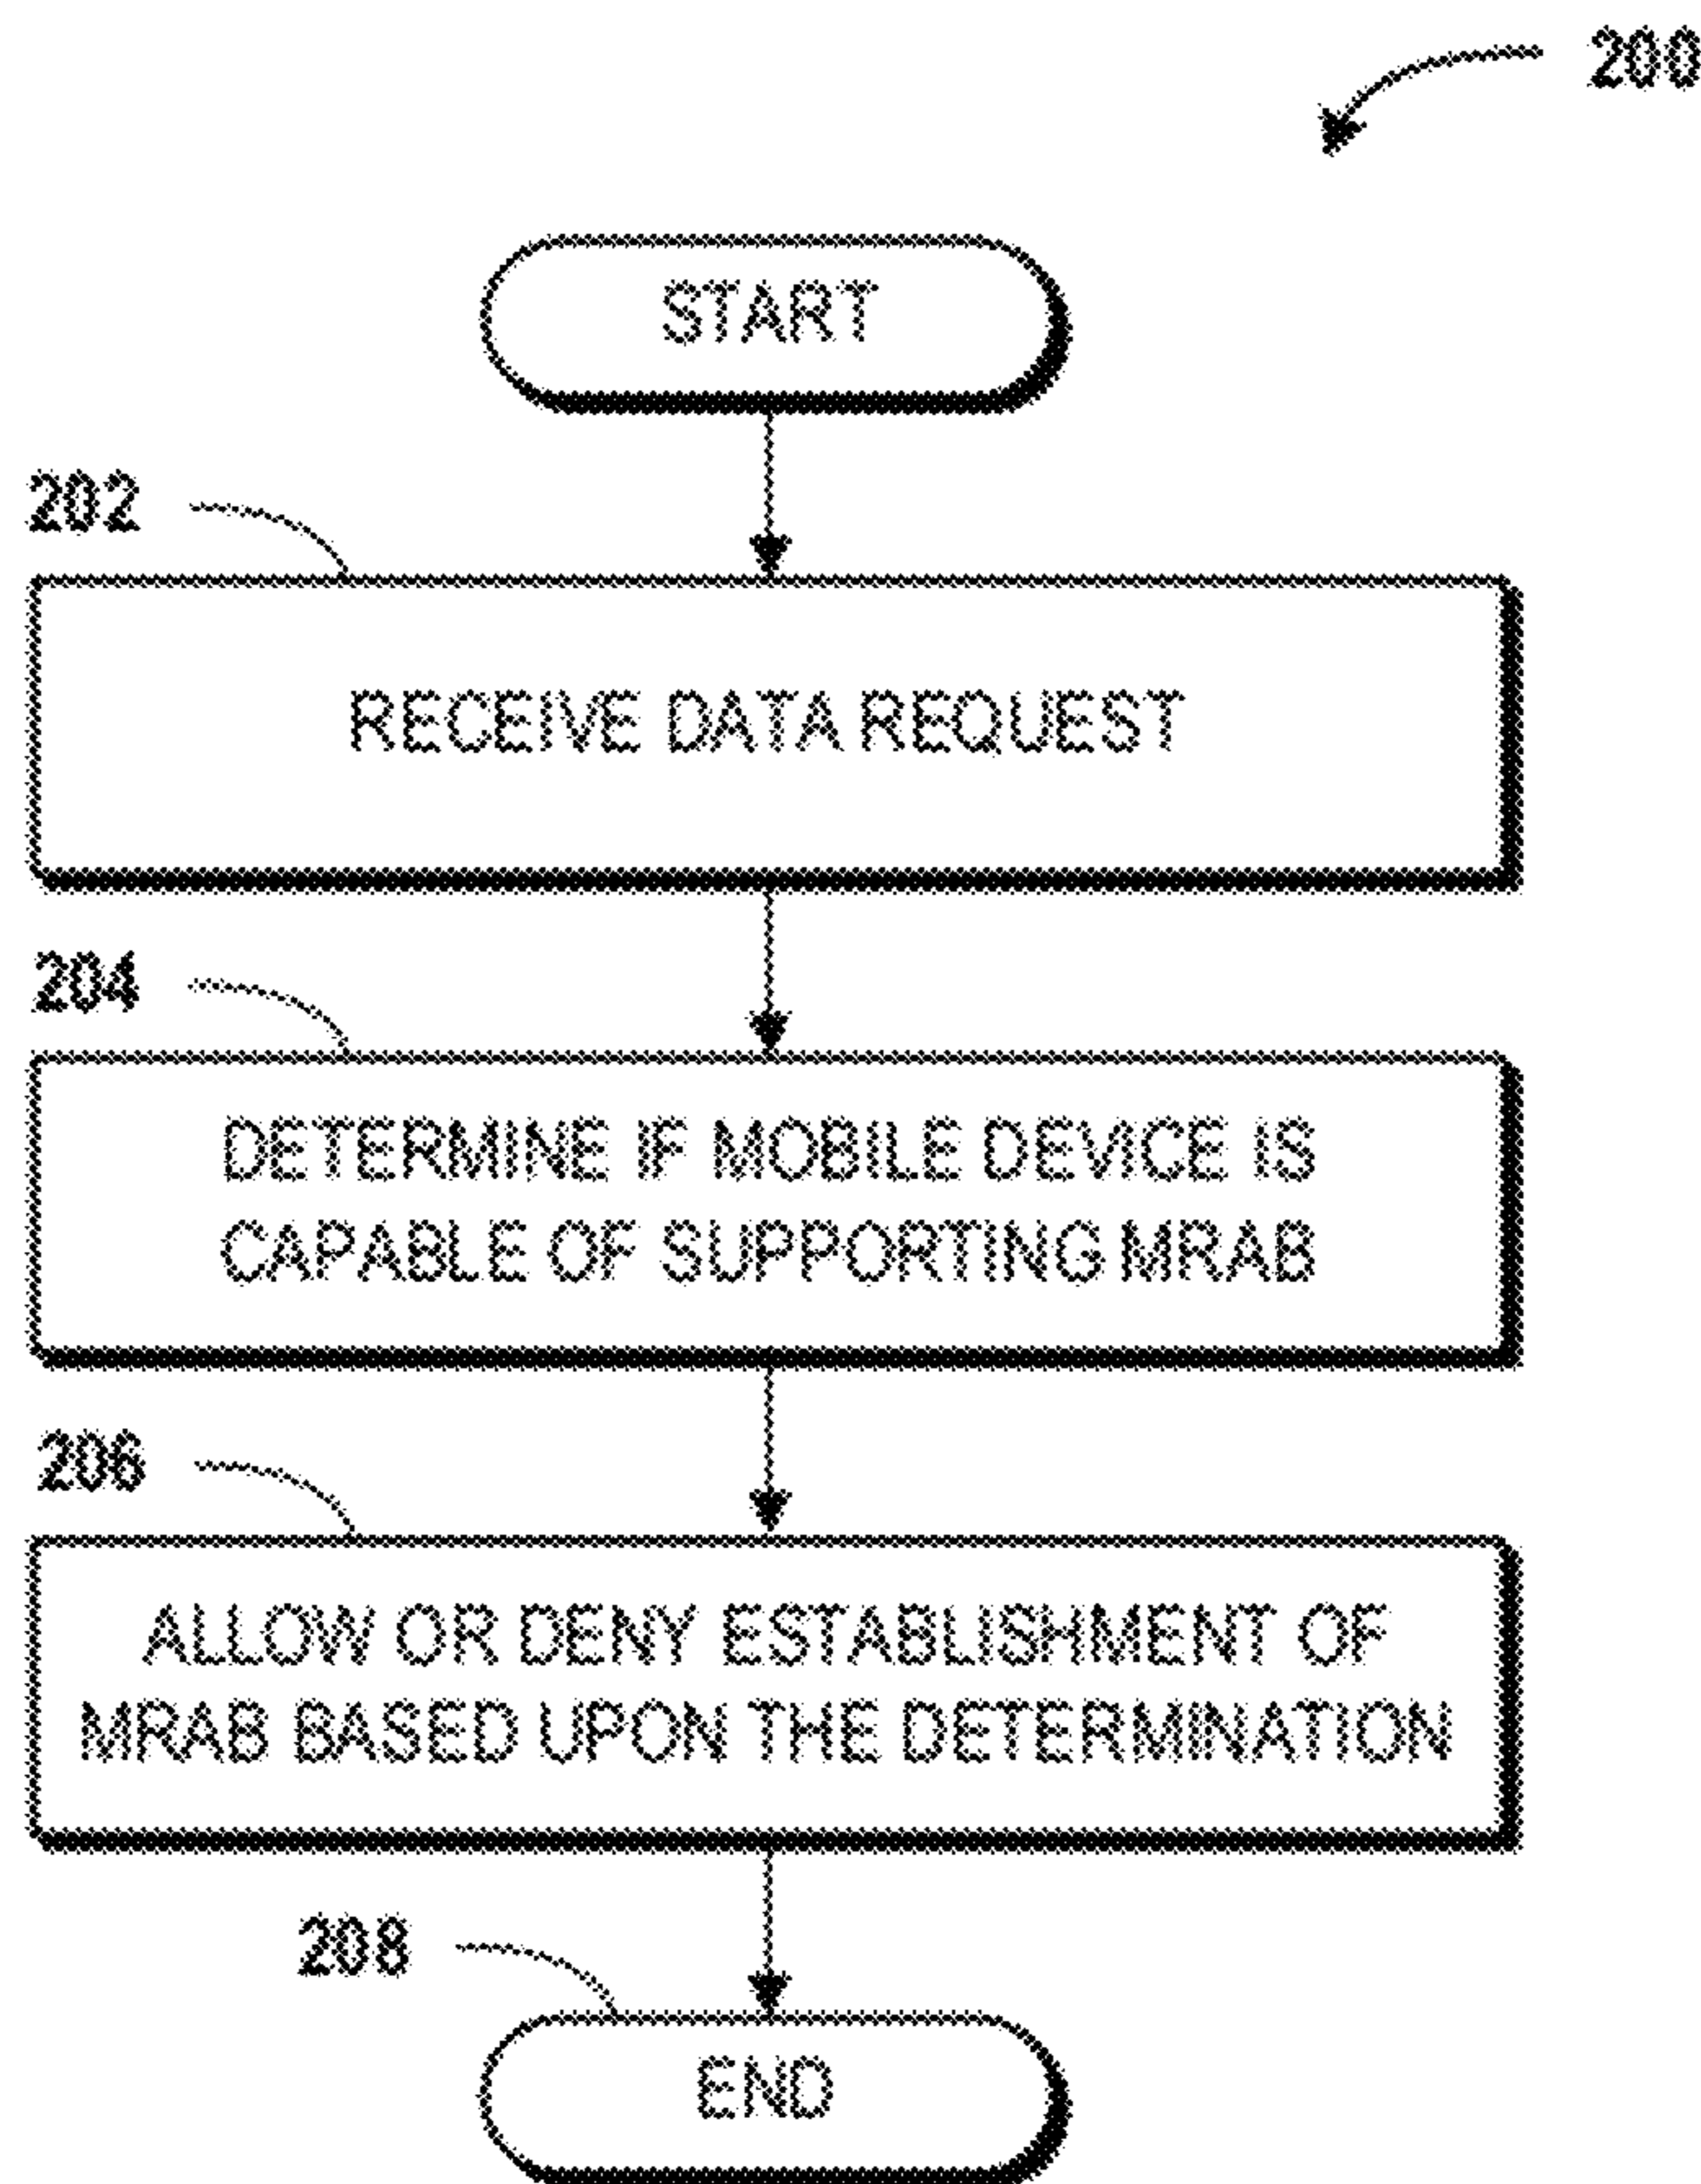 200
START
202
RECEIVE DATA REQUEST
204
DETERMINE IF MOBILE DEVICE IS
CAPABLE OF SUPPORTING MRAB
206
ALLOW OR DENY ESTABLISHMENT OF
MRAB BASED UPON THE DETERMINATION
208
END